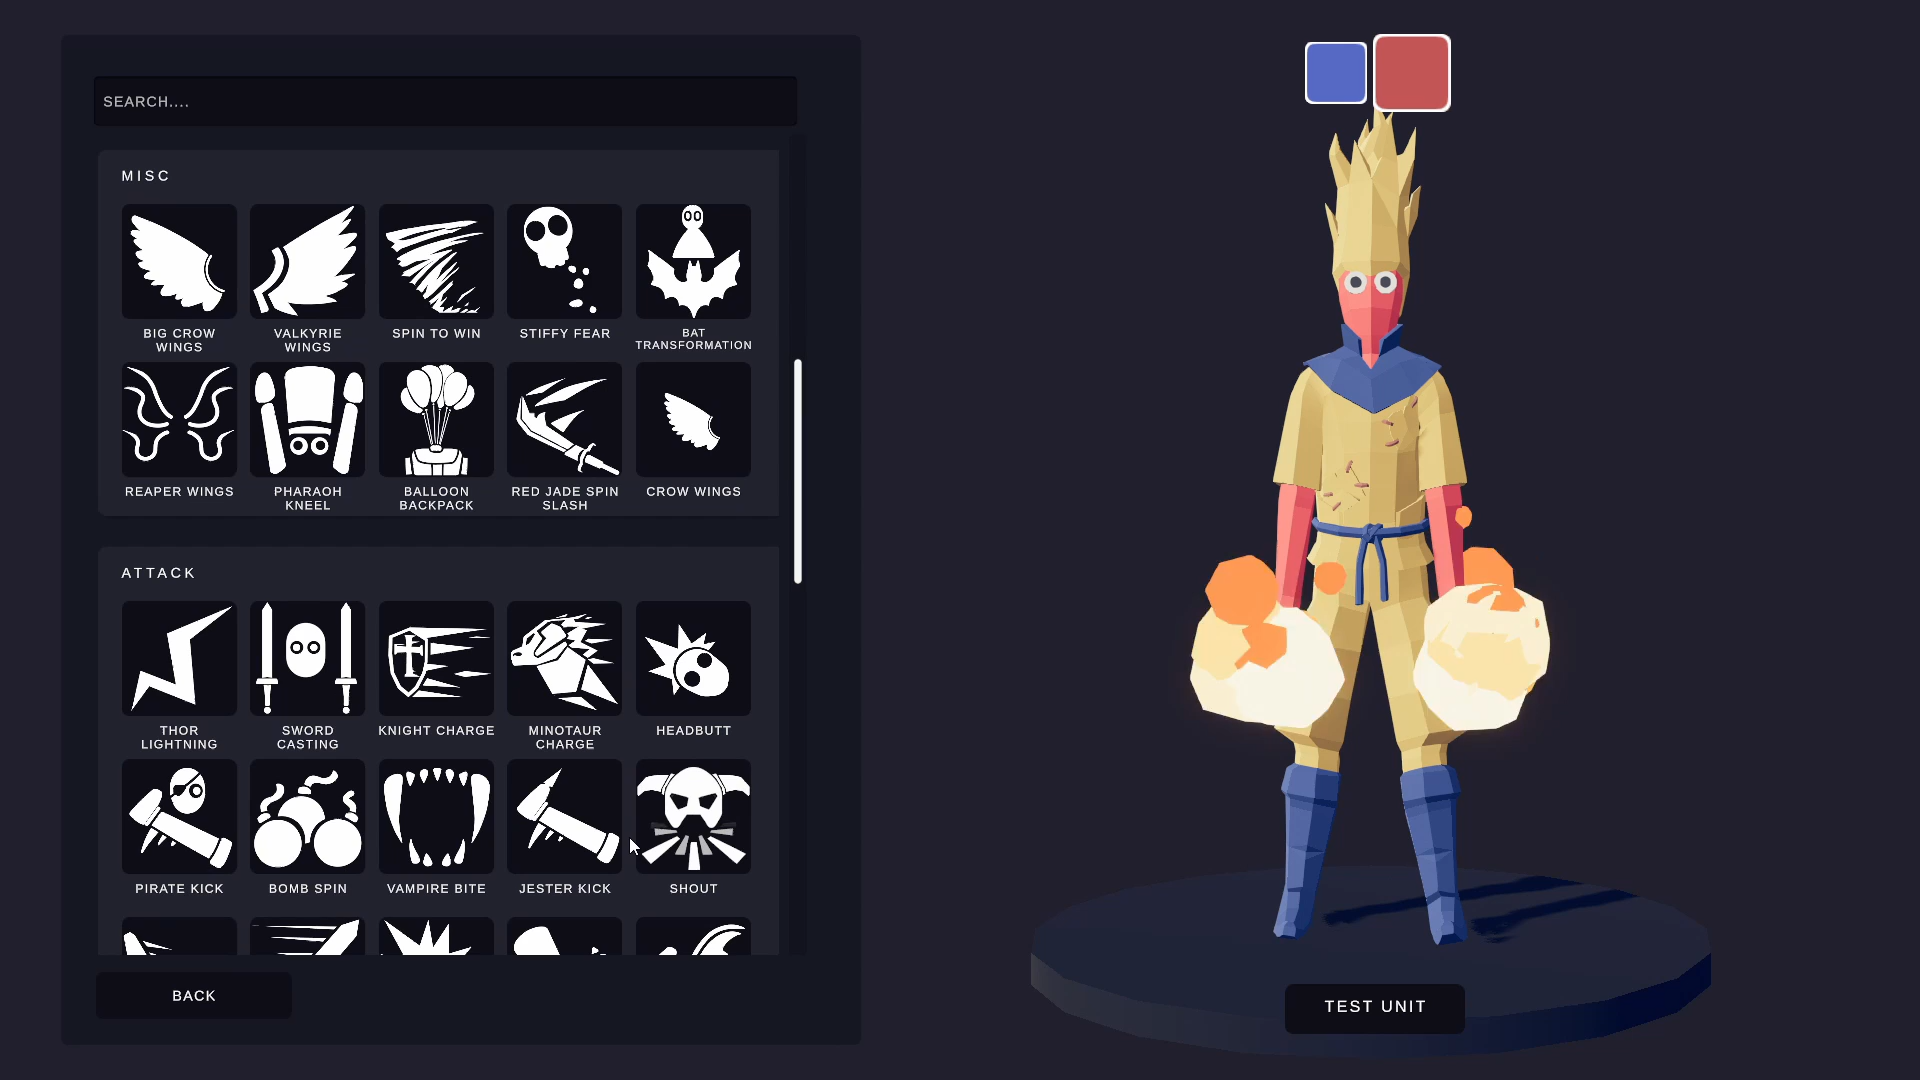 SEARCH....
MISC
BIG CROW
WINGS
VALKYRIE
WINGS
SPIN TO WIN
STIFFY FEAR
BAT
TRANSFORMATION
REAPER WINGS
PHARAOH
KNEEL
BALLOON
BACKPACK
RED JADE SPIN
SLASH
CROW WINGS
ATTACK
THOR
LIGHTNING
SWORD
CASTING
KNIGHT CHARGE
MINOTAUR
CHARGE
HEADBUTT
PIRATE KICK
BOMB SPIN
VAMPIRE BITE
JESTER KICK
SHOUT
BACK
TEST UNIT